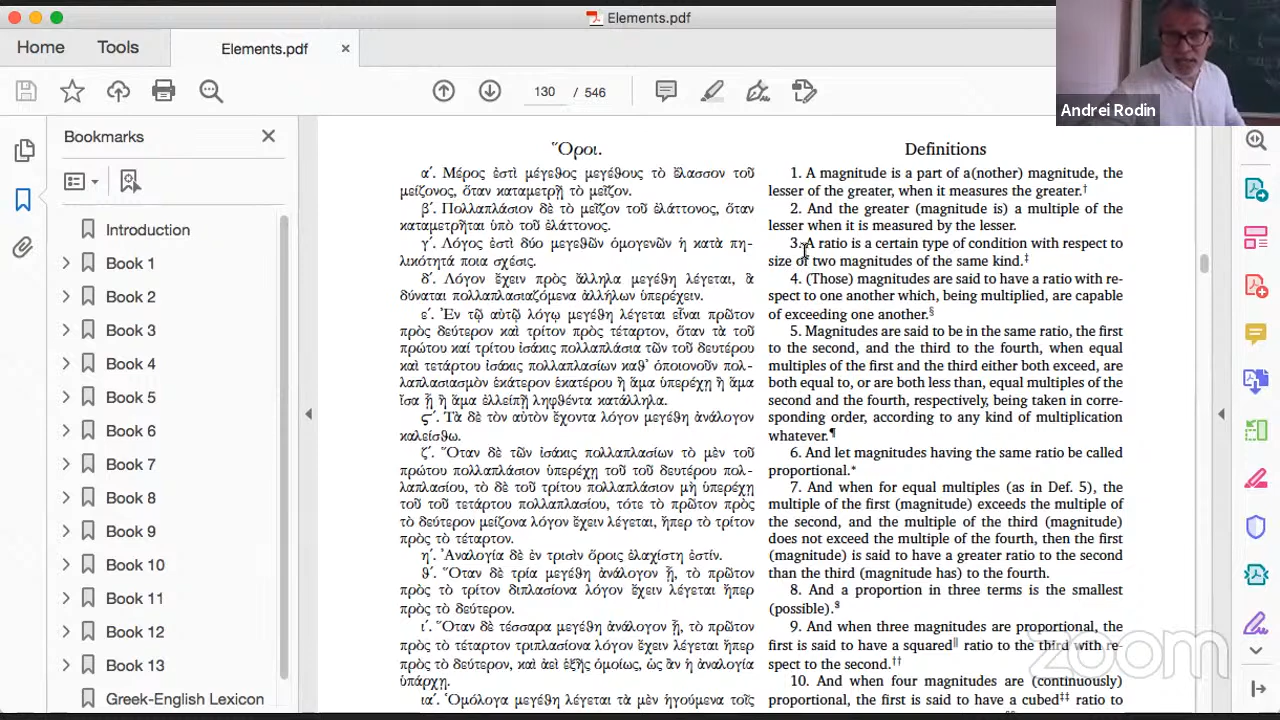 Elements.pdf
Home
Tools
Elements.pdf
130 / 546
Andrei Rodin
Bookmarks
Introduction
Book 1
Book 2
Book 3
Book 4
Book 5
Book 6
Book 7
Book 8
Book 9
Book 10
Book 11
Book 12
Book 13
Greek-English Lexicon
Ὅροι.
αʹ. Μέρος ἐστὶ μέγεθος μεγέθους τὸ ἔλασσον τοῦ
μείζονος, ὅταν καταμετρῇ τὸ μεῖζον.
βʹ. Πολλαπλάσιον δὲ τὸ μεῖζον τοῦ ἐλάττονος, ὅταν
καταμετρῆται ὑπὸ τοῦ ἐλάττονος.
γʹ. Λόγος ἐστὶ δύο μεγεθῶν ὁμογενῶν ἡ κατὰ πη-
λικότητά ποια σχέσις.
δʹ. Λόγον ἔχειν πρὸς ἄλληλα μεγέθη λέγεται, ἃ
δύναται πολλαπλασιαζόμενα ἀλλήλων ὑπερέχειν.
εʹ. Ἐν τῷ αὐτῷ λόγῳ μεγέθη λέγεται εἶναι πρῶτον
πρὸς δεύτερον καὶ τρίτον πρὸς τέταρτον, ὅταν τὰ τοῦ
πρώτου καί τρίτου ἰσάκις πολλαπλάσια τῶν τοῦ δευτέρου
καὶ τετάρτου ἰσάκις πολλαπλασίων καθ' ὁποιονοῦν πολ-
λαπλασιασμὸν ἑκάτερον ἑκατέρου ἢ ἅμα ὑπερέχῃ ἢ ἅμα
ἴσα ᾖ ἢ ἅμα ἐλλείπῇ ληφθέντα κατάλληλα.
ϛʹ. Τὰ δὲ τὸν αὐτὸν ἔχοντα λόγον μεγέθη ἀνάλογον
καλείσθω.
ζʹ. Ὅταν δὲ τῶν ἰσάκις πολλαπλασίων τὸ μὲν τοῦ
πρώτου πολλαπλάσιον ὑπερέχῃ τοῦ τοῦ δευτέρου πολ-
λαπλασίου, τὸ δὲ τοῦ τρίτου πολλαπλάσιον μὴ ὑπερέχῃ
τοῦ τοῦ τετάρτου πολλαπλασίου, τότε τὸ πρῶτον πρὸς
τὸ δεύτερον μείζονα λόγον ἔχειν λέγεται, ἤπερ τὸ τρίτον
πρὸς τὸ τέταρτον.
ηʹ. Ἀναλογία δὲ ἐν τρισὶν ὅροις ἐλαχίστη ἐστίν.
θʹ. Ὅταν δὲ τρία μεγέθη ἀνάλογον ᾖ, τὸ πρῶτον
πρὸς τὸ τρίτον διπλασίονα λόγον ἔχειν λέγεται ἤπερ
πρὸς τὸ δεύτερον.
ιʹ. Ὅταν δὲ τέσσαρα μεγέθη ἀνάλογον ᾖ, τὸ πρῶτον
πρὸς τὸ τέταρτον τριπλασίονα λόγον ἔχειν λέγεται ἤπερ
πρὸς τὸ δεύτερον, καὶ ἀεὶ ἑξῆς ὁμοίως, ὡς ἂν ἡ ἀναλογία
ὑπάρχῃ.
ιαʹ. Ὁμόλογα μεγέθη λέγεται τὰ μὲν ἡγούμενα τοῖς
Definitions
1. A magnitude is a part of a(nother) magnitude, the
lesser of the greater, when it measures the greater.†
2. And the greater (magnitude is) a multiple of the
lesser when it is measured by the lesser.
3. A ratio is a certain type of condition with respect to
size of two magnitudes of the same kind.‡
4. (Those) magnitudes are said to have a ratio with re-
spect to one another which, being multiplied, are capable
of exceeding one another.§
5. Magnitudes are said to be in the same ratio, the first
to the second, and the third to the fourth, when equal
multiples of the first and the third either both exceed, are
both equal to, or are both less than, equal multiples of the
second and the fourth, respectively, being taken in corre-
sponding order, according to any kind of multiplication
whatever.¶
6. And let magnitudes having the same ratio be called
proportional.*
7. And when for equal multiples (as in Def. 5), the
multiple of the first (magnitude) exceeds the multiple of
the second, and the multiple of the third (magnitude)
does not exceed the multiple of the fourth, then the first
(magnitude) is said to have a greater ratio to the second
than the third (magnitude has) to the fourth.
8. And a proportion in three terms is the smallest
(possible).$
9. And when three magnitudes are proportional, the
first is said to have a squared‖ ratio to the third with re-
spect to the second.††
10. And when four magnitudes are (continuously)
proportional, the first is said to have a cubed‡‡ ratio to
zoom